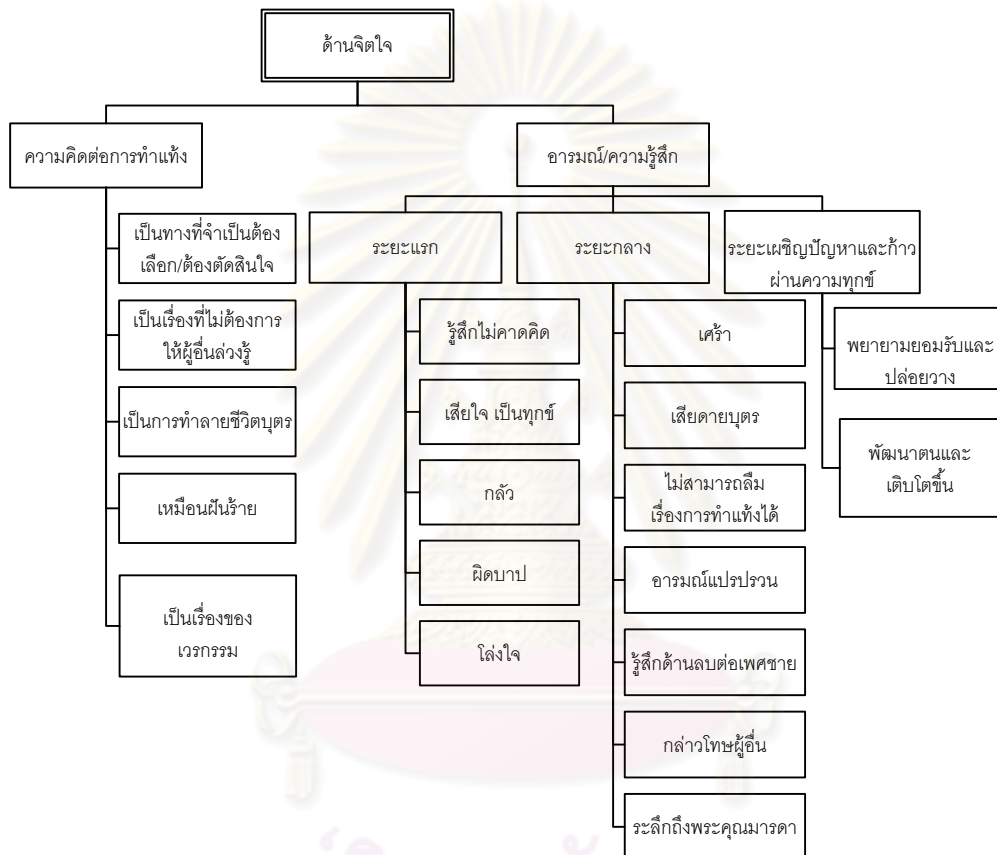 ด้านจิตใจ
ความคิดต่อการทำแท้ง
เป็นทางที่จำเป็นต้อง
เลือก/ต้องตัดสินใจ
เป็นเรื่องที่ไม่ต้องการ
ให้ผู้อื่นล่วงรู้
เป็นการทำลายชีวิตบุตร
เหมือนฝันร้าย
เป็นเรื่องของ
เวรกรรม
อารมณ์/ความรู้สึก
ระยะแรก
รู้สึกไม่คาดคิด
เสียใจ เป็นทุกข์
กลัว
ผิดบาป
โล่งใจ
ระยะกลาง
เศร้า
เสียดายบุตร
ไม่สามารถลืม
เรื่องการทำแท้งได้
อารมณ์แปรปรวน
รู้สึกด้านลบต่อเพศชาย
กล่าวโทษผู้อื่น
ระลึกถึงพระคุณมารดา
ระยะเผชิญปัญหาและก้าว
ผ่านความทุกข์
พยายามยอมรับและ
ปล่อยวาง
พัฒนาตนและ
เติบโตขึ้น